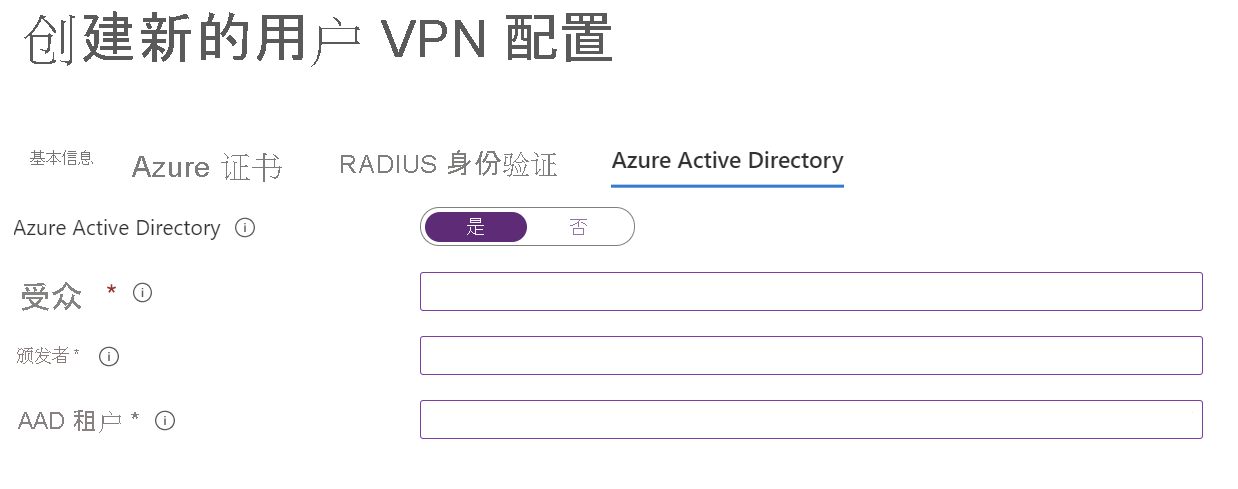 创建新的用户 VPN 配置
基本信息 Azure 证书 RADIUS 身份验证 Azure Active Directory
Azure Active Directory 是 否
受众 *
颁发者 *
AAD 租户 *